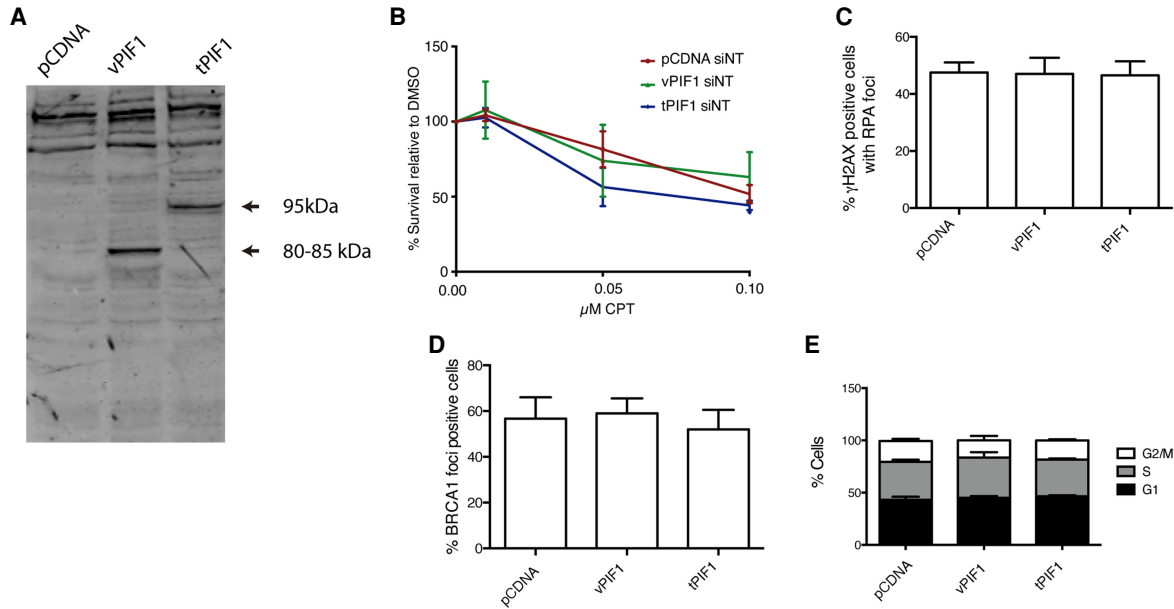 A
pCDNA
vPIF1
tPIF1
95kDa
80-85 kDa
B
% Survival relative to DMSO
150
100
50
0
0.00
0.05
0.10
µM CPT
pCDNA siNT
vPIF1 siNT
tPIF1 siNT
C
% γH2AX positive cells
with RPA foci
60
40
20
0
pCDNA
vPIF1
tPIF1
D
% BRCA1 foci positive cells
80
60
40
20
0
pCDNA
vPIF1
tPIF1
E
% Cells
150
100
50
0
pCDNA
vPIF1
tPIF1
G2/M
S
G1